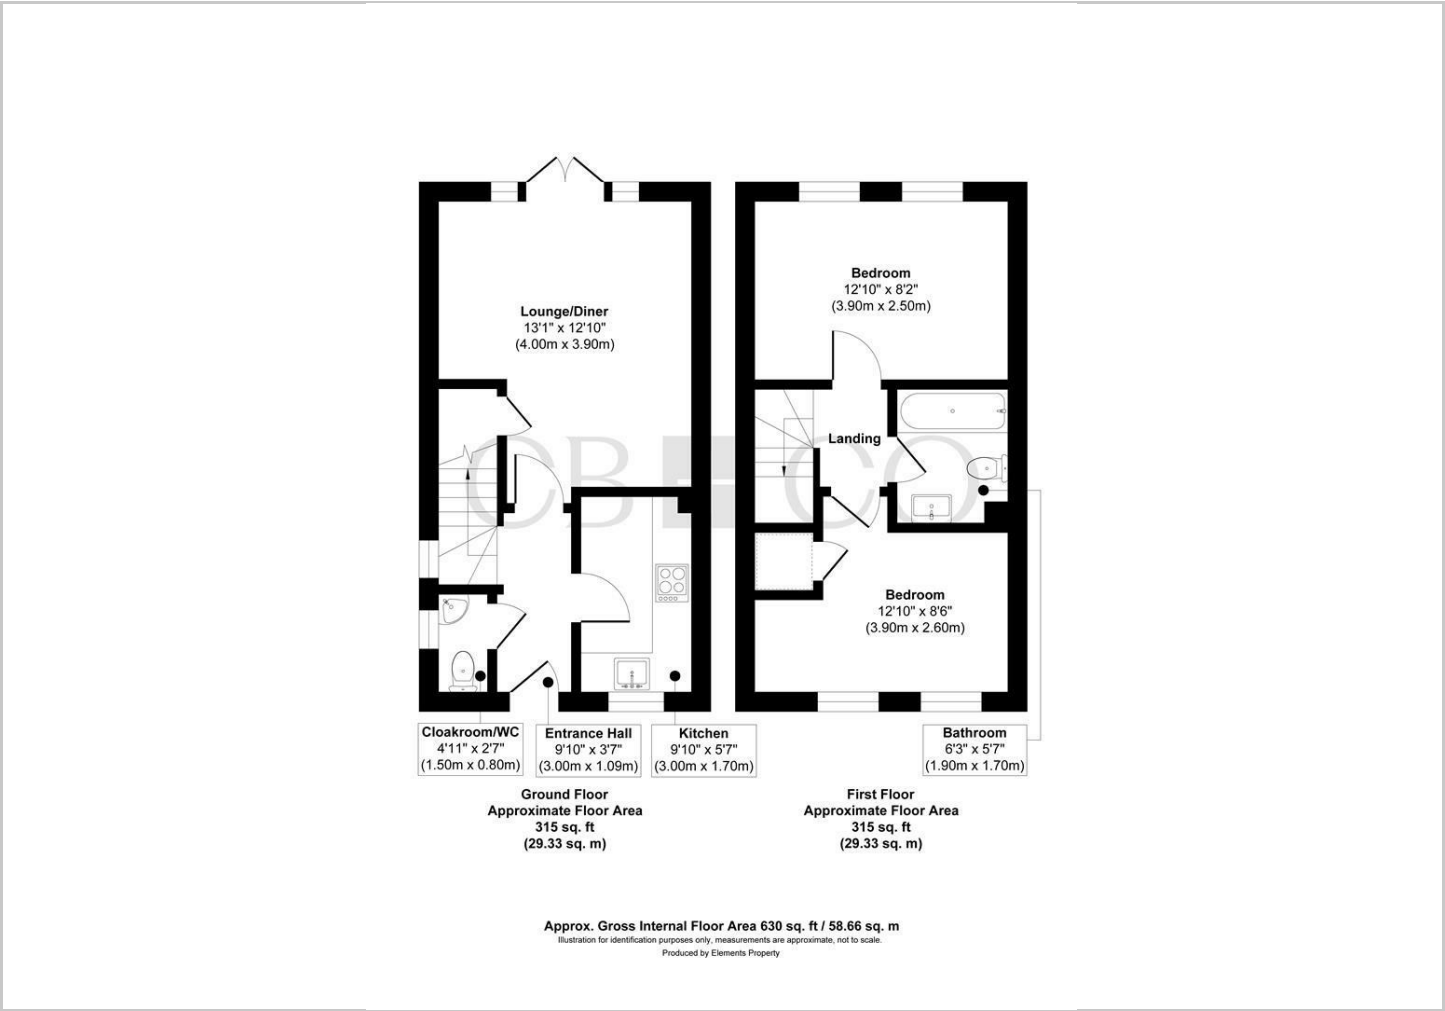 Lounge/Diner
13'1" x 12'10"
(4.00m x 3.90m)
Bedroom
12'10" x 8'2"
(3.90m x 2.50m)
Landing
CB CO
Bedroom
12'10" x 8'6"
(3.90m x 2.60m)
Cloakroom/WC
4'11" x 2'7"
(1.50m x 0.80m)
Entrance Hall
9'10" x 3'7"
(3.00m x 1.09m)
Kitchen
9'10" x 5'7"
(3.00m x 1.70m)
Bathroom
6'3" x 5'7"
(1.90m x 1.70m)
Ground Floor
Approximate Floor Area
315 sq. ft
(29.33 sq. m)
First Floor
Approximate Floor Area
315 sq. ft
(29.33 sq. m)
Approx. Gross Internal Floor Area 630 sq. ft / 58.66 sq. m
Illustration for identification purposes only, measurements are approximate, not to scale.
Produced by Elements Property